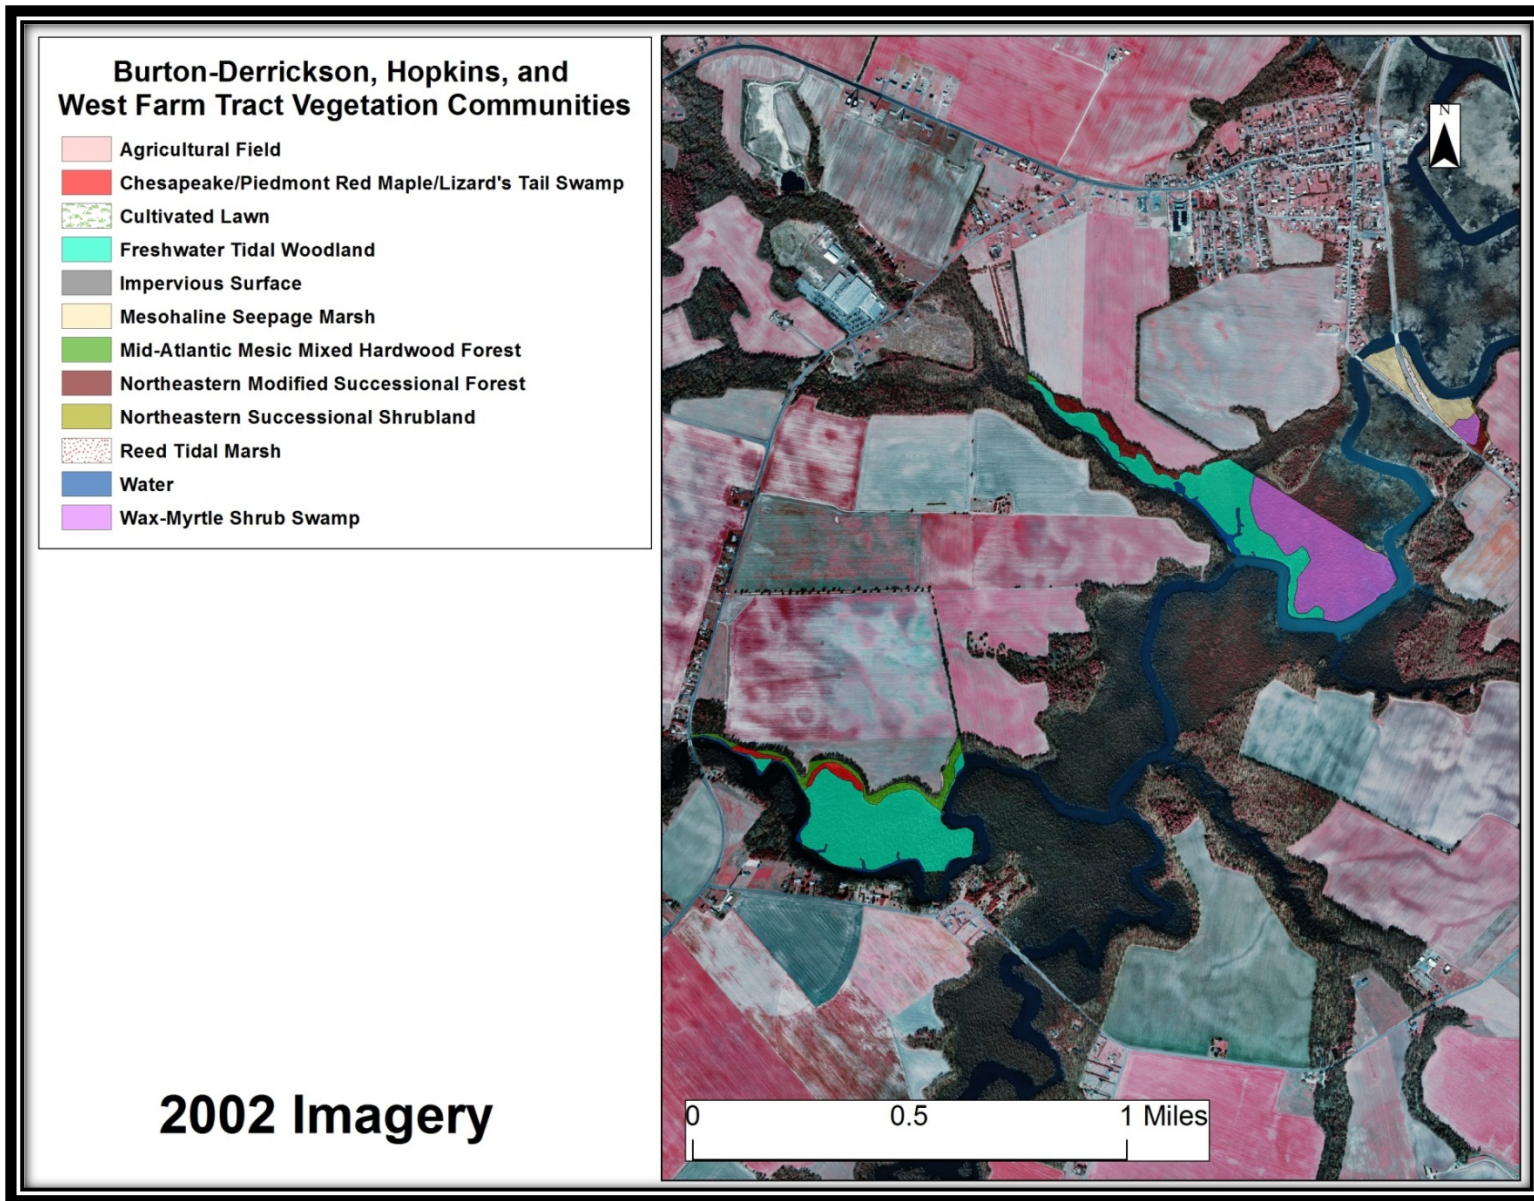 Burton-Derrickson, Hopkins, and
West Farm Tract Vegetation Communities
Agricultural Field
Chesapeake/Piedmont Red Maple/Lizard's Tail Swamp
Cultivated Lawn
Freshwater Tidal Woodland
Impervious Surface
Mesohaline Seepage Marsh
Mid-Atlantic Mesic Mixed Hardwood Forest
Northeastern Modified Successional Forest
Northeastern Successional Shrubland
Reed Tidal Marsh
Water
Wax-Myrtle Shrub Swamp
2002 Imagery
N
0 0.5 1 Miles